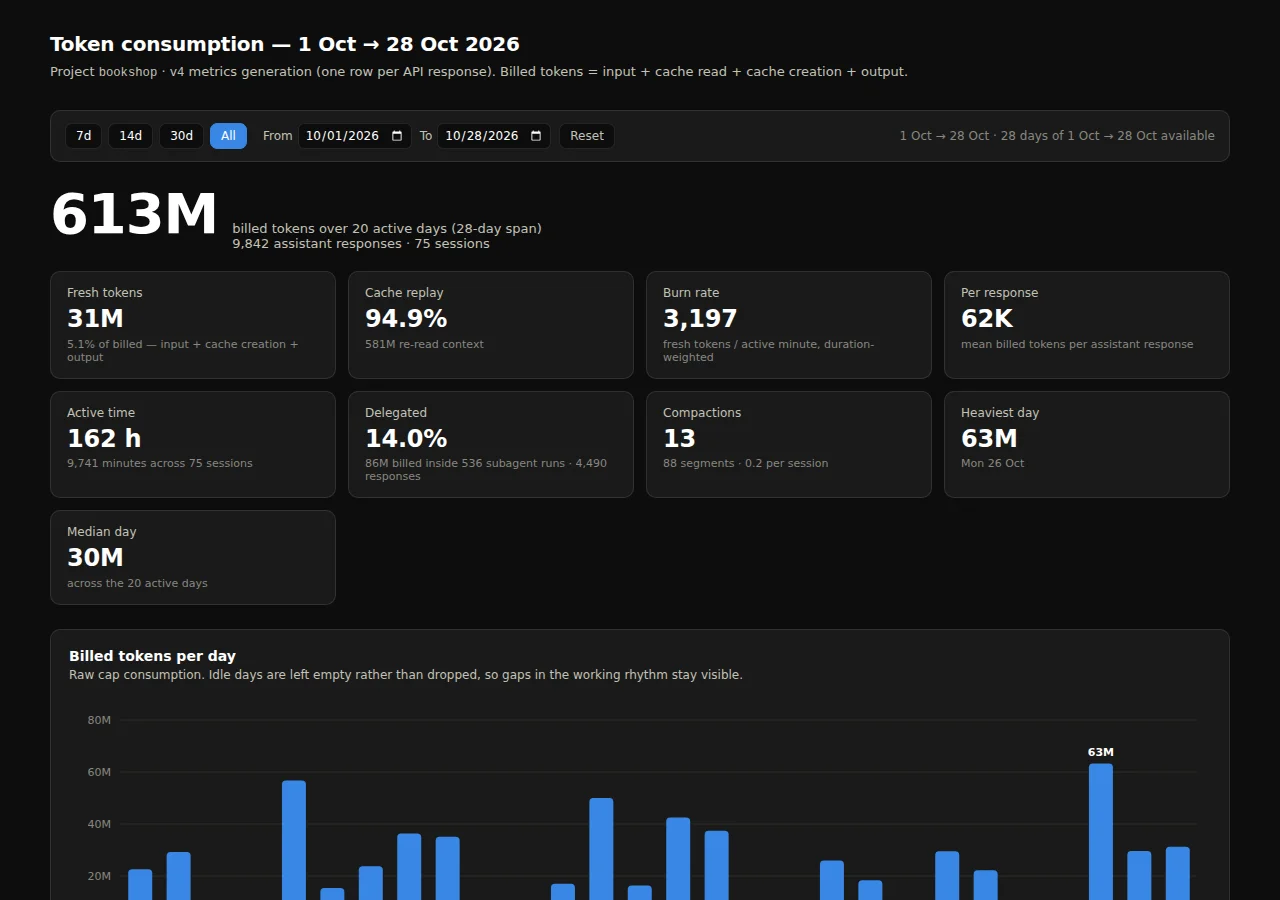 Token consumption — 1 Oct → 28 Oct 2026
Project bookshop · v4 metrics generation (one row per API response). Billed tokens = input + cache read + cache creation + output.
7d 14d 30d All From 10/01/2026 To 10/28/2026 Reset 1 Oct → 28 Oct · 28 days of 1 Oct → 28 Oct available
613M
billed tokens over 20 active days (28-day span)
9,842 assistant responses · 75 sessions
Fresh tokens
31M
5.1% of billed — input + cache creation +
output
Cache replay
94.9%
581M re-read context
Burn rate
3,197
fresh tokens / active minute, duration-
weighted
Per response
62K
mean billed tokens per assistant response
Active time
162 h
9,741 minutes across 75 sessions
Delegated
14.0%
86M billed inside 536 subagent runs · 4,490
responses
Compactions
13
88 segments · 0.2 per session
Heaviest day
63M
Mon 26 Oct
Median day
30M
across the 20 active days
Billed tokens per day
Raw cap consumption. Idle days are left empty rather than dropped, so gaps in the working rhythm stay visible.
80M
63M
60M
40M
20M